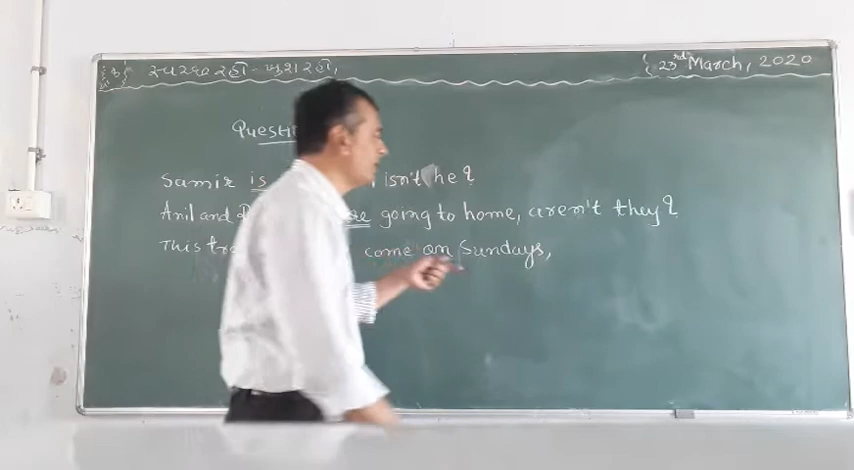 સ્વસ્થ રહો - ખુશ રહો, 23rd March, 2020
Samir is isn't he?
Anil and are going to home, aren't they?
This come on Sundays,